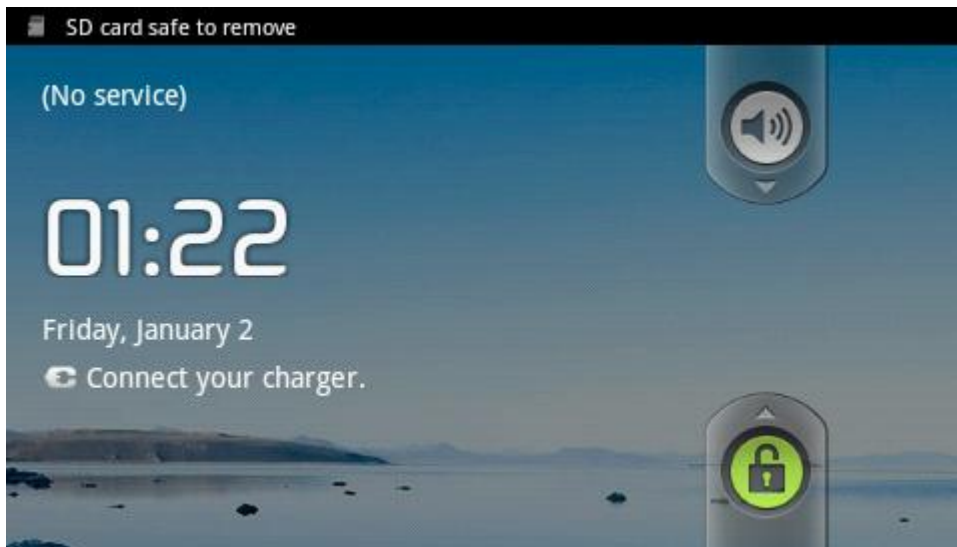 SD card safe to remove
(No service)
01:22
Friday, January 2
Connect your charger.